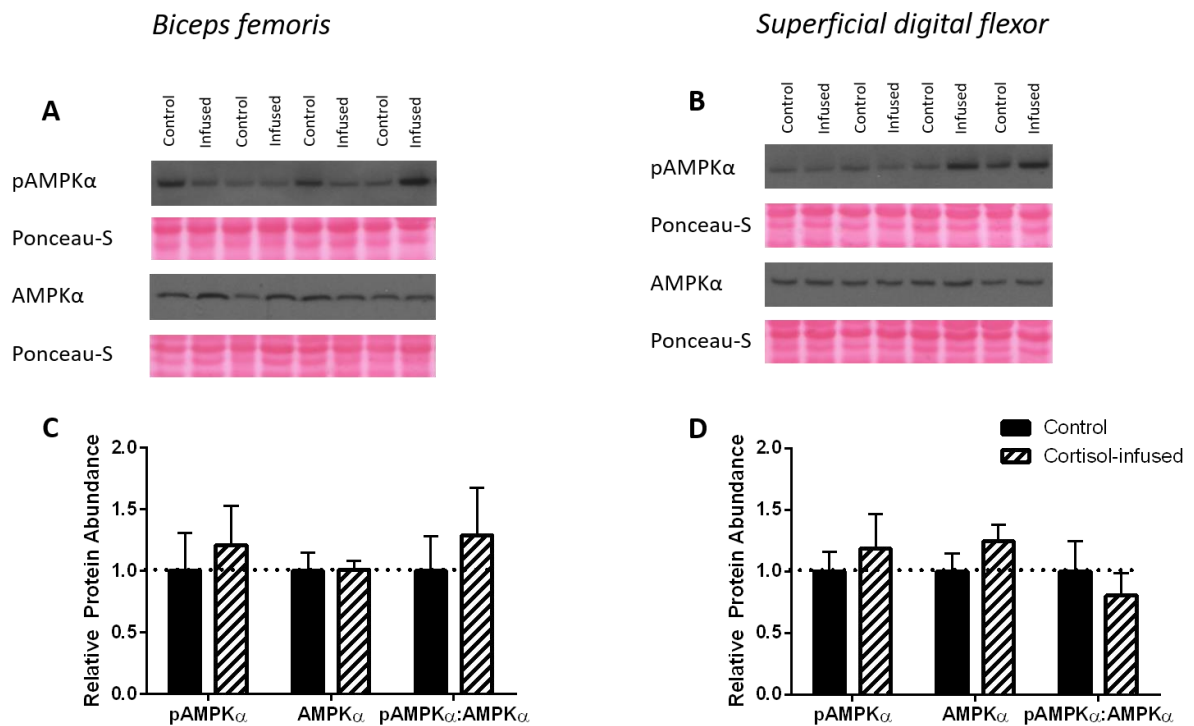 Biceps femoris
Superficial digital flexor
A
Control Infused Control Infused Control Infused Control Infused
pAMPKα
Ponceau-S
AMPKα
Ponceau-S
B
Control Infused Control Infused Control Infused Control Infused
pAMPKα
Ponceau-S
AMPKα
Ponceau-S
C
Relative Protein Abundance
2.0
1.5
1.0
0.5
0.0
pAMPKα AMPKα pAMPKα:AMPKα
D
Control
Cortisol-infused
Relative Protein Abundance
2.0
1.5
1.0
0.5
0.0
pAMPKα AMPKα pAMPKα:AMPKα